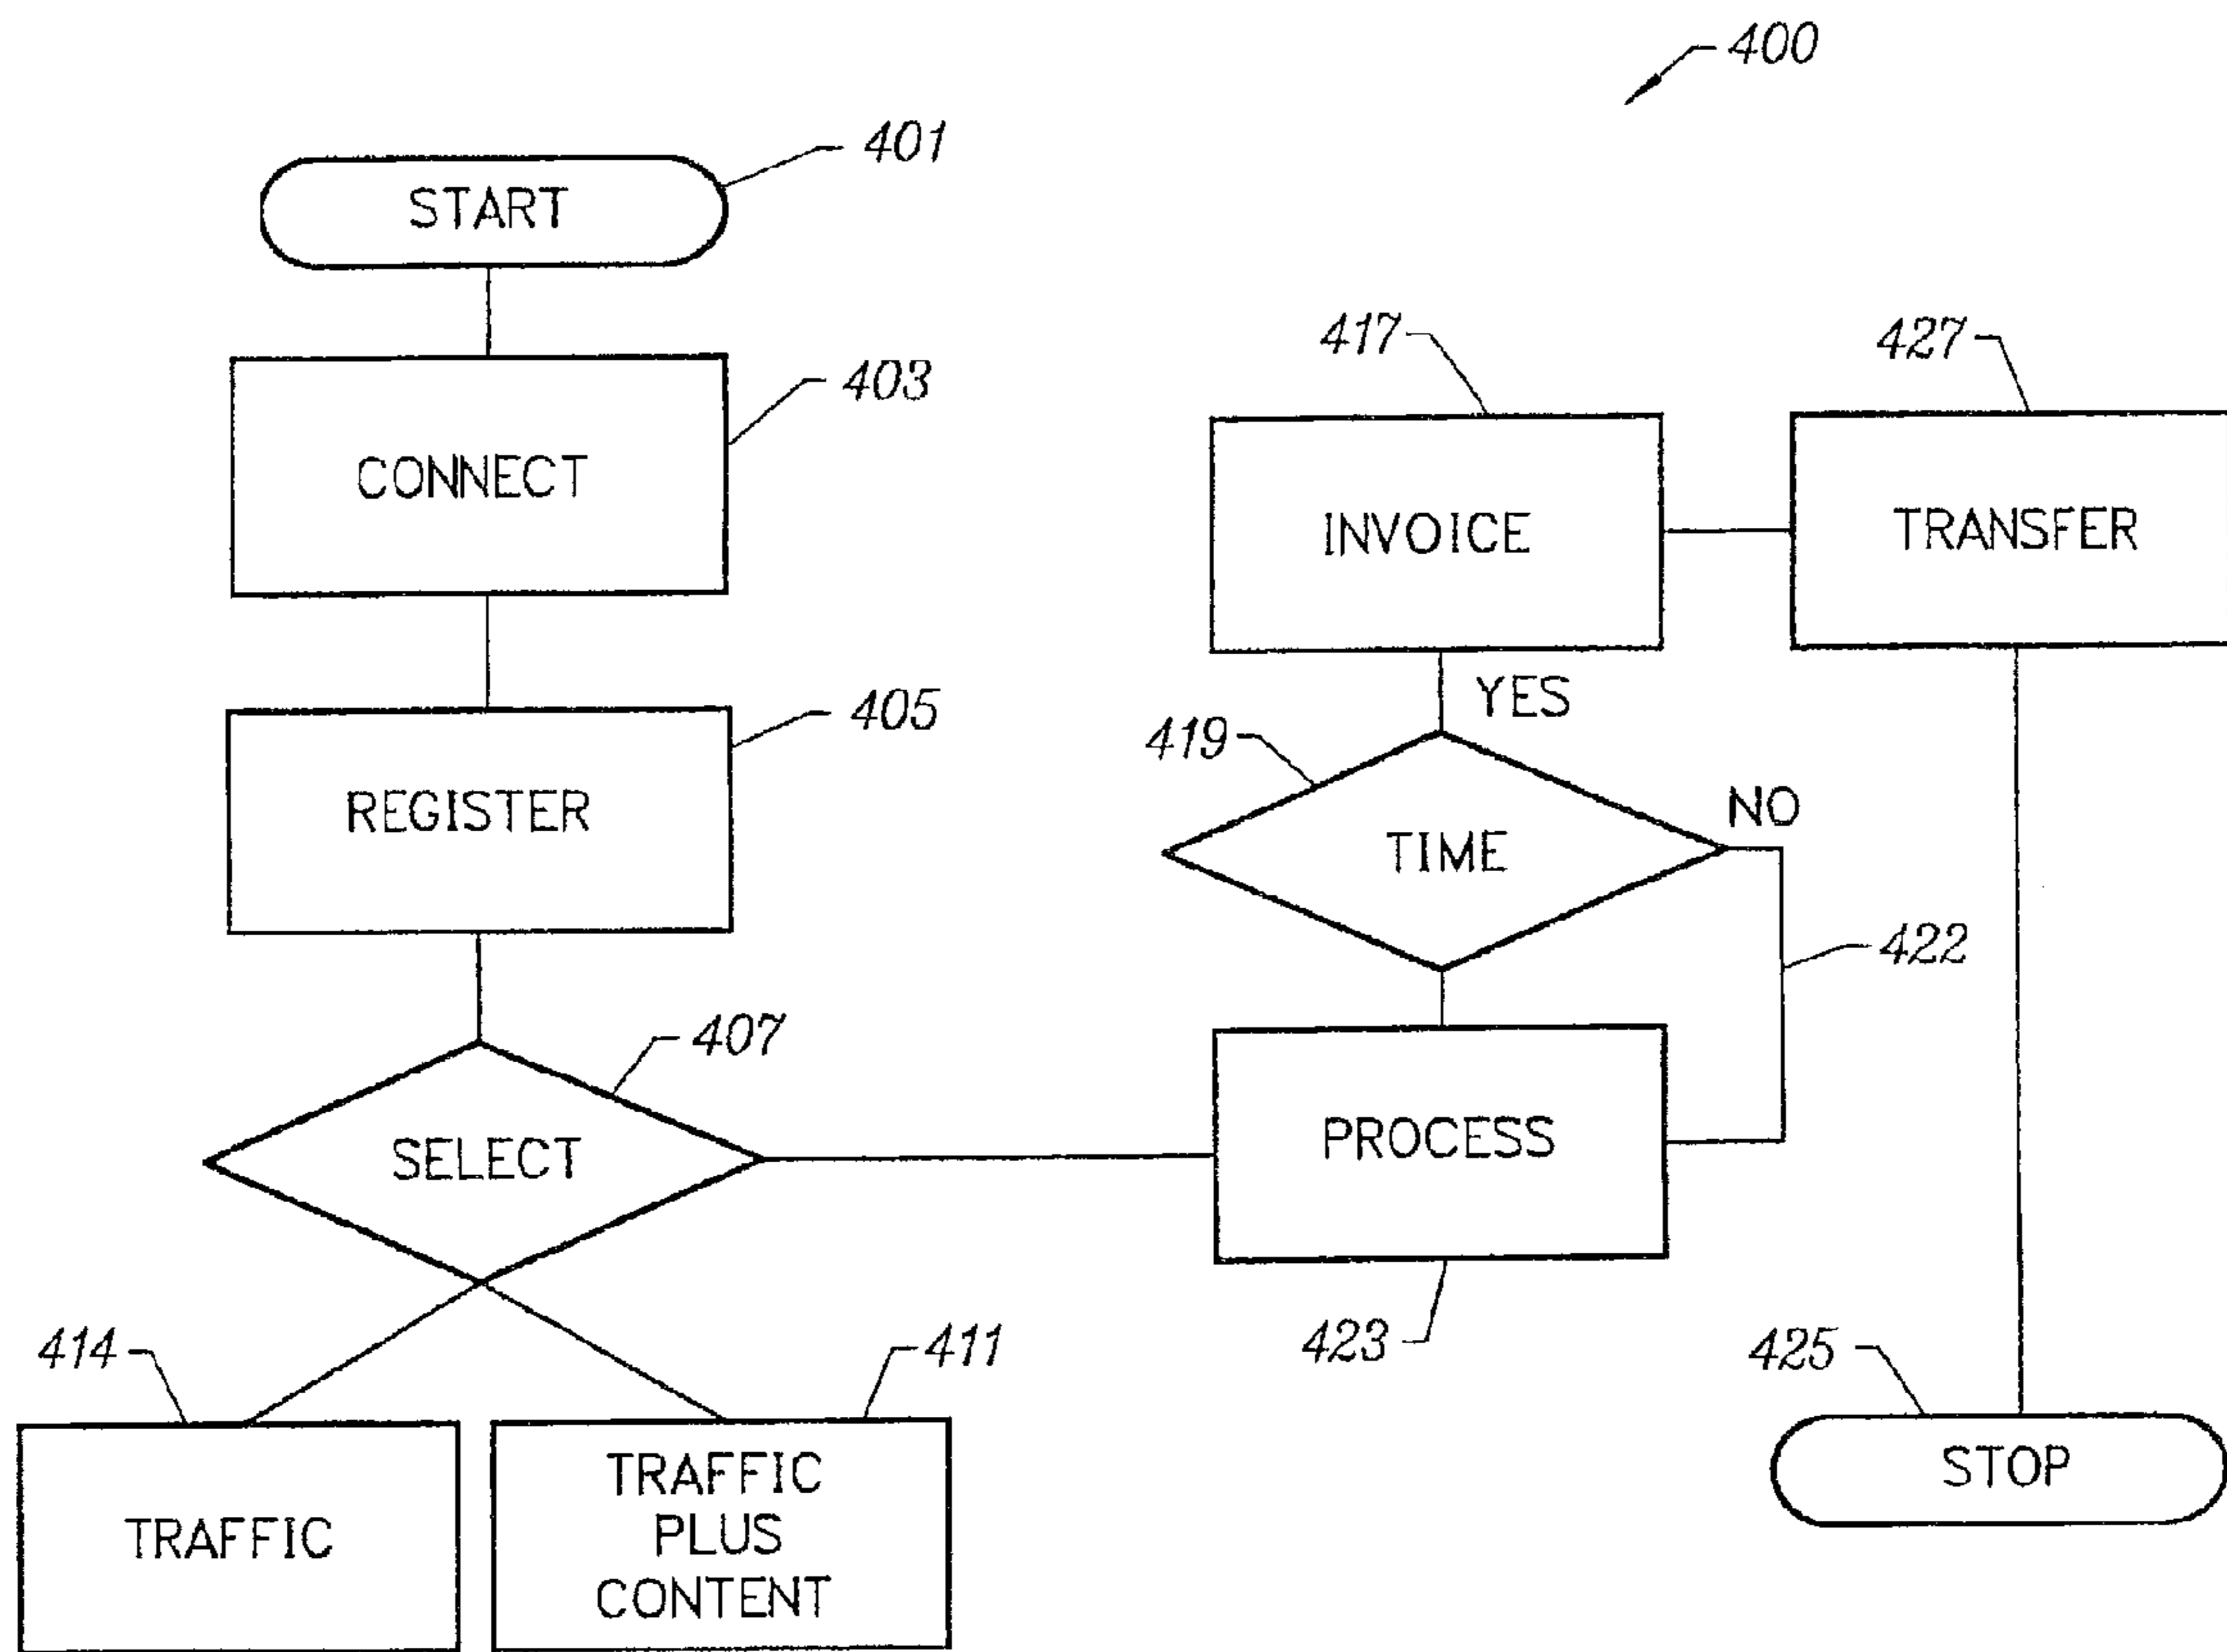 400
START
401
CONNECT
403
REGISTER
405
SELECT
407
414
TRAFFIC
411
TRAFFIC
PLUS
CONTENT
417
INVOICE
427
TRANSFER
YES
419
TIME
NO
422
PROCESS
423
425
STOP